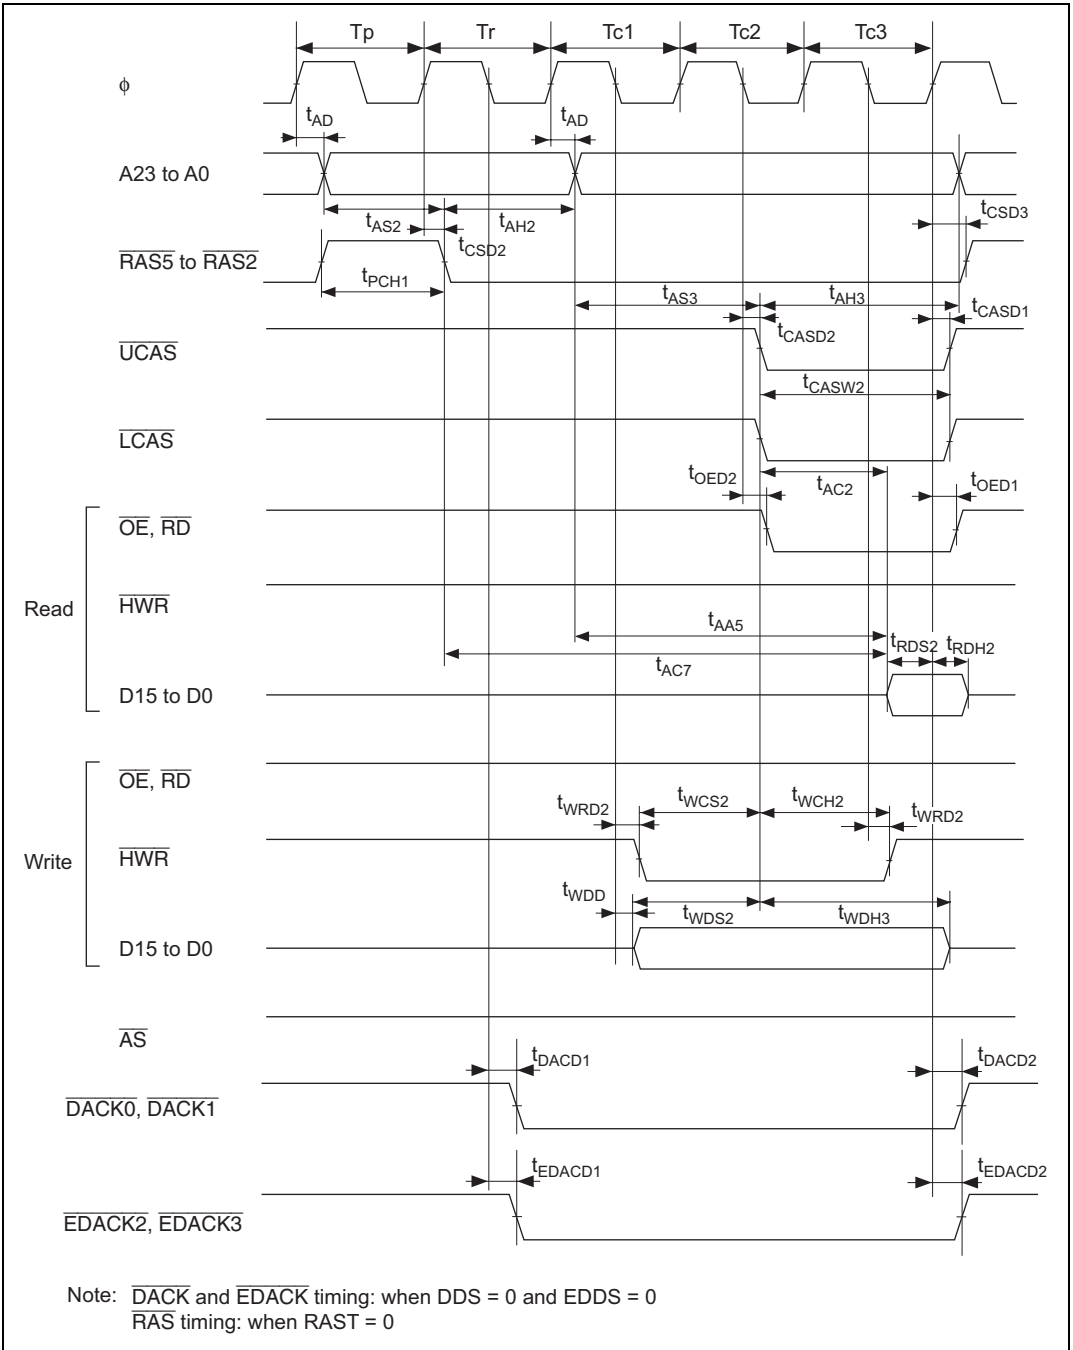 Tp Tr Tc1 Tc2 Tc3
ϕ
tAD tAD
A23 to A0
tAS2 tAH2 tCSD3
tCSD2
RAS5 to RAS2
tPCH1
tAS3 tAH3
tCASD1
tCASD2
UCAS
tCASW2
LCAS
tOED2 tAC2 tOED1
OE, RD
Read
HWR
tAA5
tRDS2 tRDH2
tAC7
D15 to D0
OE, RD
tWRD2 tWCS2 tWCH2 tWRD2
Write
HWR
tWDD tWDS2 tWDH3
D15 to D0
AS
tDACD1 tDACD2
DACK0, DACK1
tEDACD1 tEDACD2
EDACK2, EDACK3
Note: DACK and EDACK timing: when DDS = 0 and EDDS = 0
RAS timing: when RAST = 0